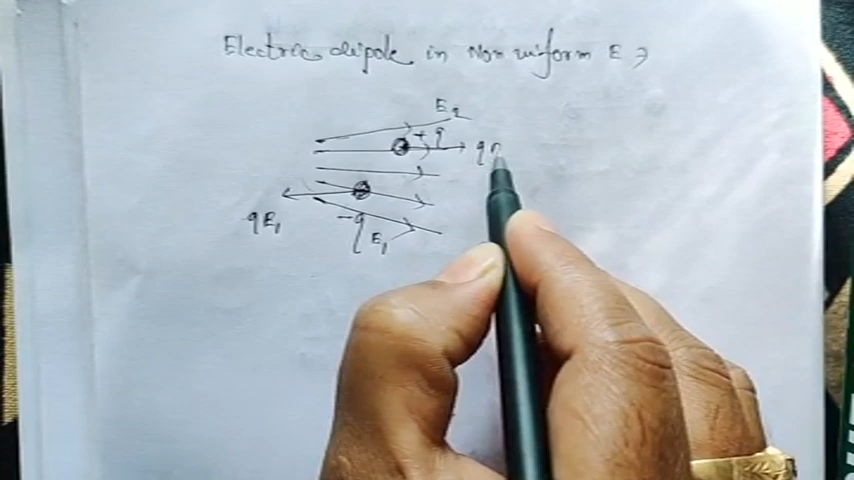 Electric dipole in Non uniform E →
E₂
+q
q
qE₁
-q
E₁